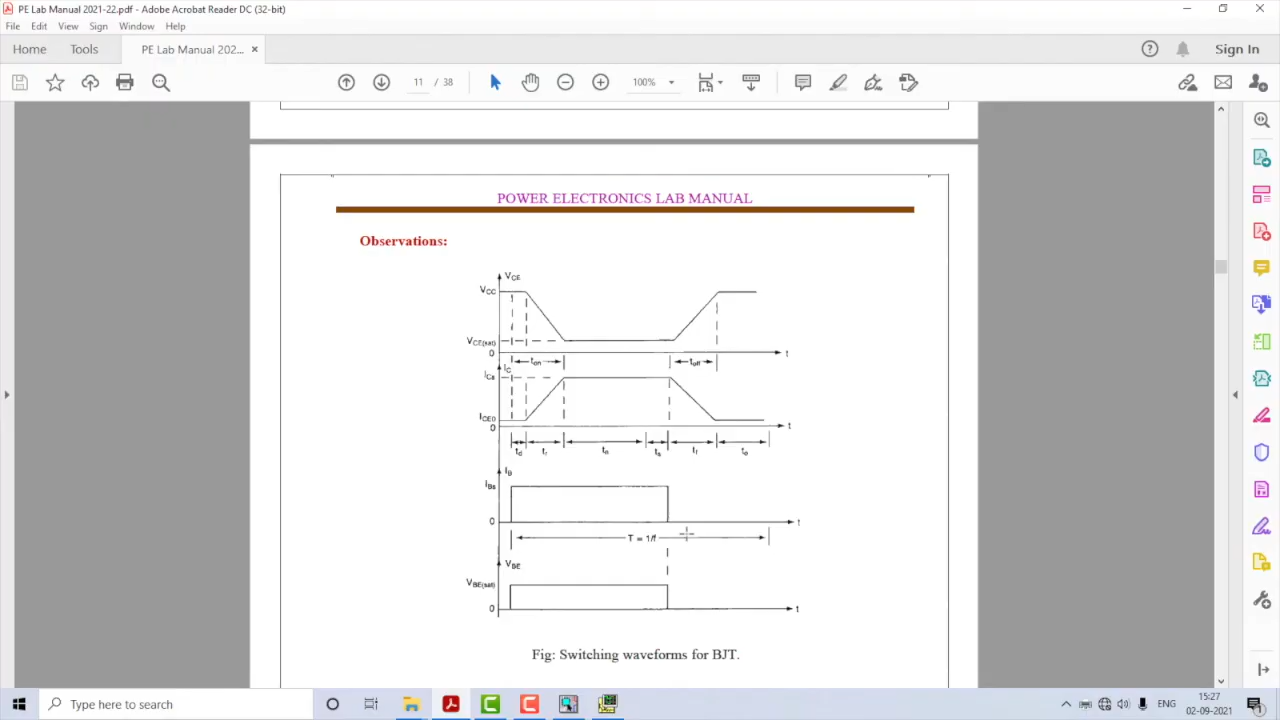 PE Lab Manual 2021-22.pdf - Adobe Acrobat Reader DC (32-bit)
File Edit View Sign Window Help
Home Tools PE Lab Manual 202... × Sign In
11 / 38 100%
POWER ELECTRONICS LAB MANUAL
Observations:
VCE
VCC
VCE(sat)
0 t
ton toff
ICs IC
ICE0
0 t
td tr tn ts tf to
IB
IBs
0 t
T = 1/f
VBE
VBE(sat)
0 t
Fig: Switching waveforms for BJT.
Type here to search
ENG 15:27
02-09-2021 1